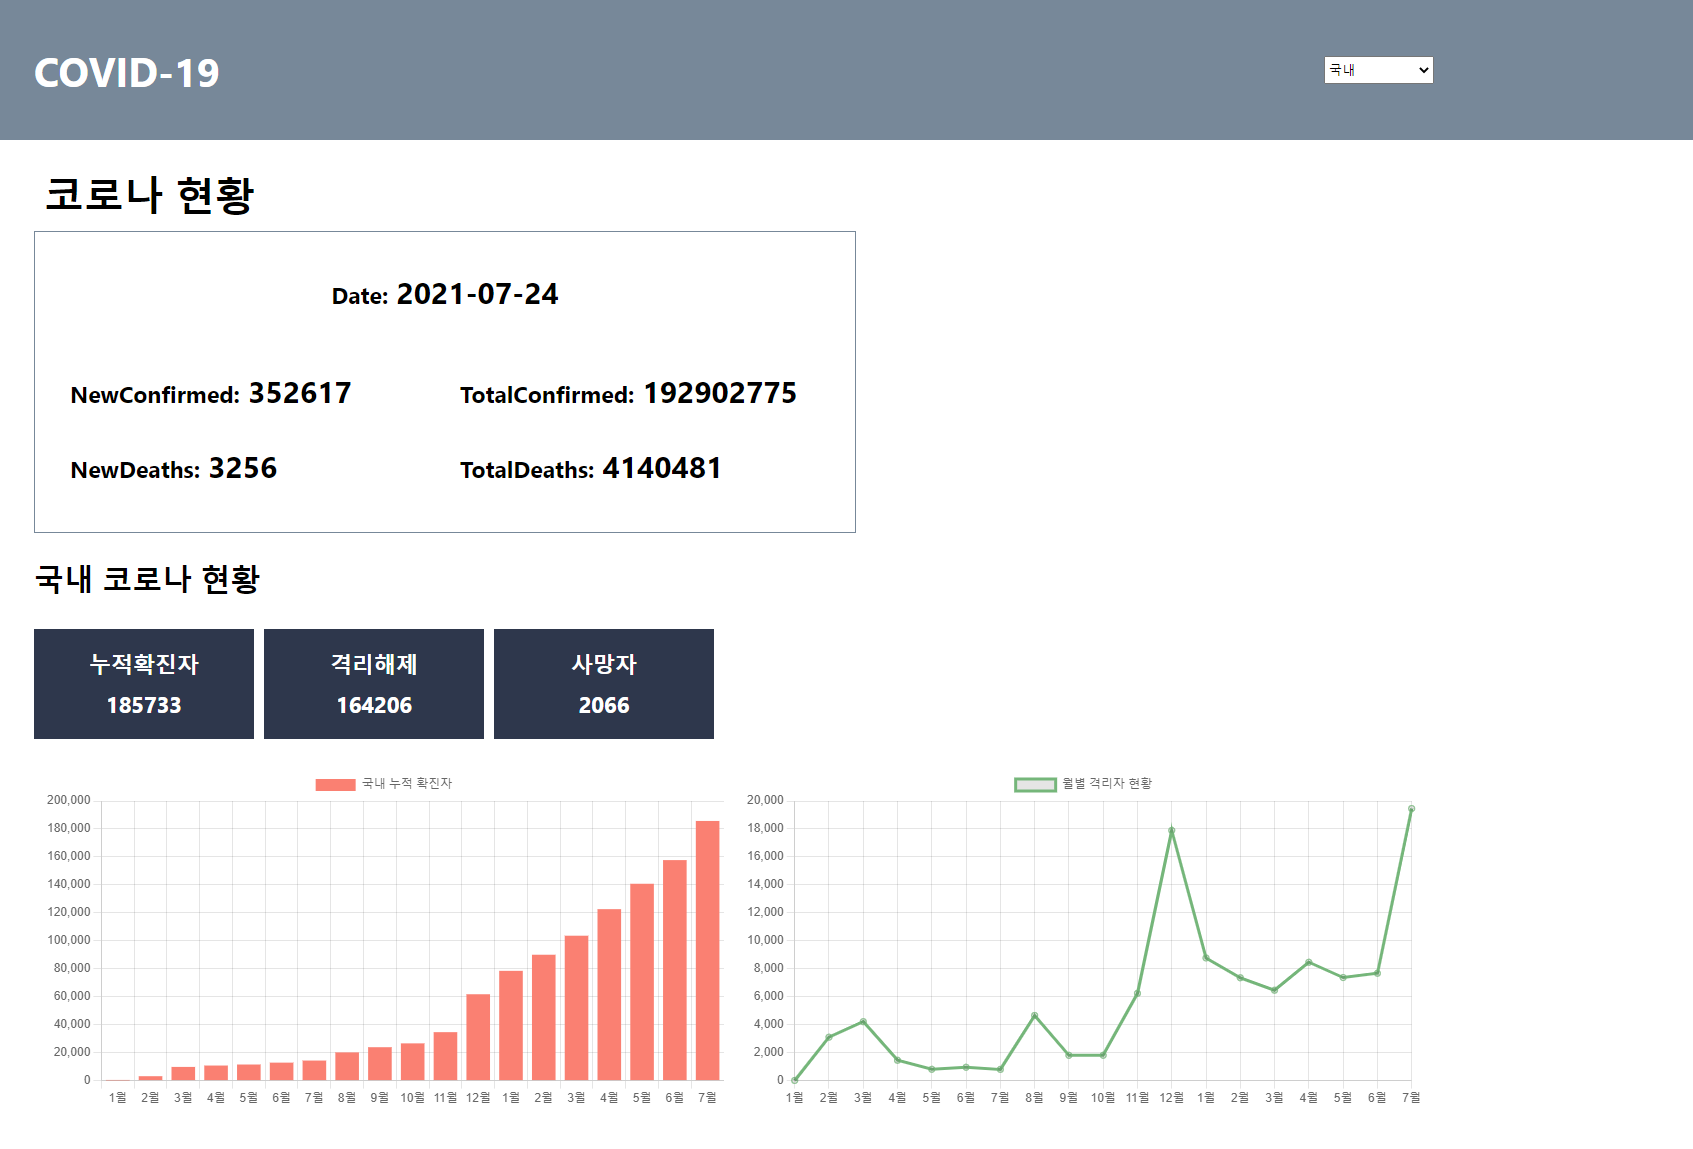 COVID-19
국내
코로나 현황
Date: 2021-07-24
NewConfirmed: 352617 TotalConfirmed: 192902775
NewDeaths: 3256 TotalDeaths: 4140481
국내 코로나 현황
누적확진자
185733
격리해제
164206
사망자
2066
국내 누적 확진자
200,000
180,000
160,000
140,000
120,000
100,000
80,000
60,000
40,000
20,000
0
1월 2월 3월 4월 5월 6월 7월 8월 9월 10월 11월 12월 1월 2월 3월 4월 5월 6월 7월
월별 격리자 현황
20,000
18,000
16,000
14,000
12,000
10,000
8,000
6,000
4,000
2,000
0
1월 2월 3월 4월 5월 6월 7월 8월 9월 10월 11월 12월 1월 2월 3월 4월 5월 6월 7월